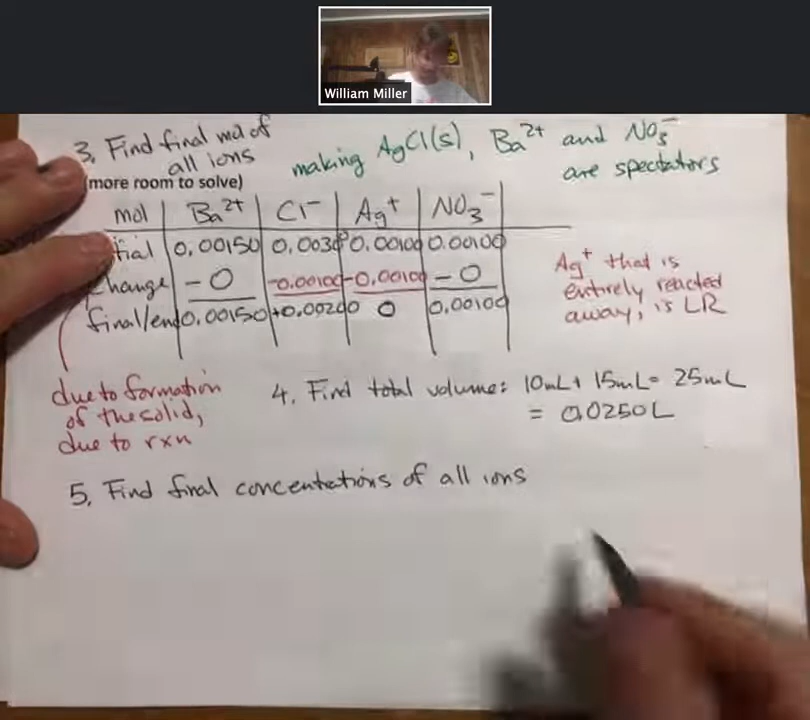 William Miller
3. Find final mol of
all ions
(more room to solve)
making AgCl(s), Ba2+ and NO3-
are spectators
mol | Ba2+ | Cl- | Ag+ | NO3-
tial | 0.00150 | 0.00300 | 0.00100 | 0.00100
change | - 0 | -0.00100 | -0.00100 | - 0
final/end | 0.00150 | +0.00200 | 0 | 0.00100
Ag+ that is
entirely reacted
away, is LR
due to formation
of the solid,
due to rxn
4. Find total volume: 10mL + 15mL = 25mL
= 0.0250L
5. Find final concentrations of all ions